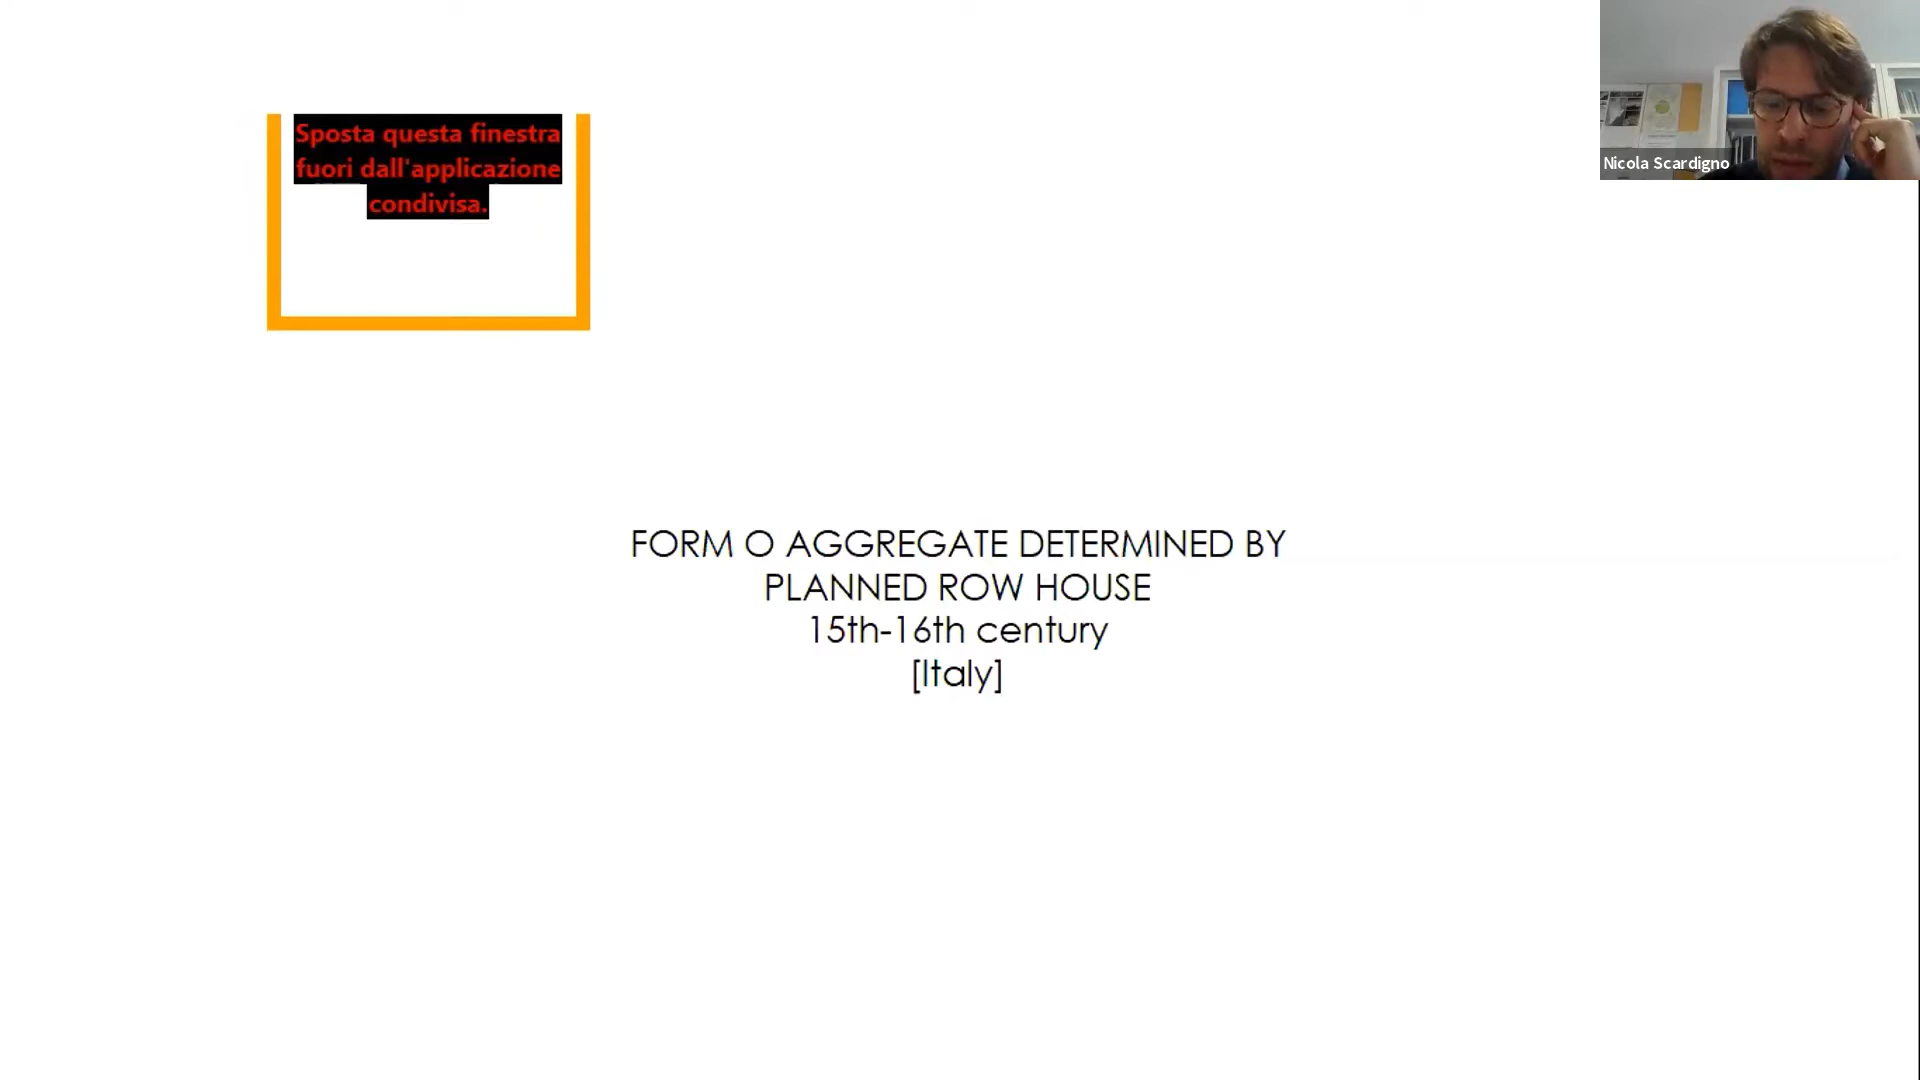 Sposta questa finestra
fuori dall'applicazione
condivisa.
Nicola Scardigno
FORM O AGGREGATE DETERMINED BY
PLANNED ROW HOUSE
15th-16th century
[Italy]